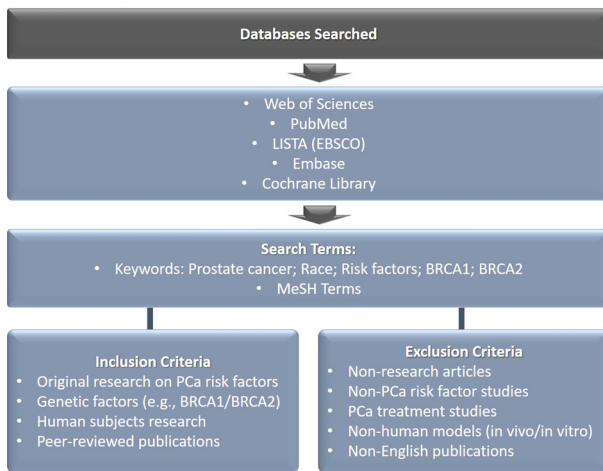 Databases Searched
• Web of Sciences
• PubMed
• LISTA (EBSCO)
• Embase
• Cochrane Library
Search Terms:
• Keywords: Prostate cancer; Race; Risk factors; BRCA1; BRCA2
• MeSH Terms
Inclusion Criteria
• Original research on PCa risk factors
• Genetic factors (e.g., BRCA1/BRCA2)
• Human subjects research
• Peer-reviewed publications
Exclusion Criteria
• Non-research articles
• Non-PCa risk factor studies
• PCa treatment studies
• Non-human models (in vivo/in vitro)
• Non-English publications